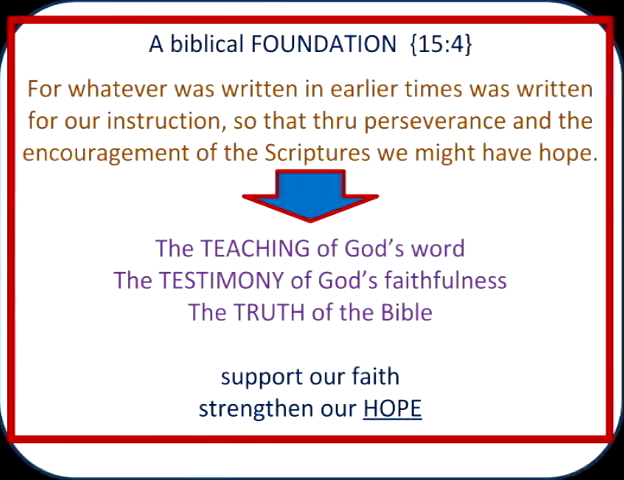 A biblical FOUNDATION {15:4}
For whatever was written in earlier times was written
for our instruction, so that thru perseverance and the
encouragement of the Scriptures we might have hope.
The TEACHING of God's word
The TESTIMONY of God's faithfulness
The TRUTH of the Bible
support our faith
strengthen our HOPE